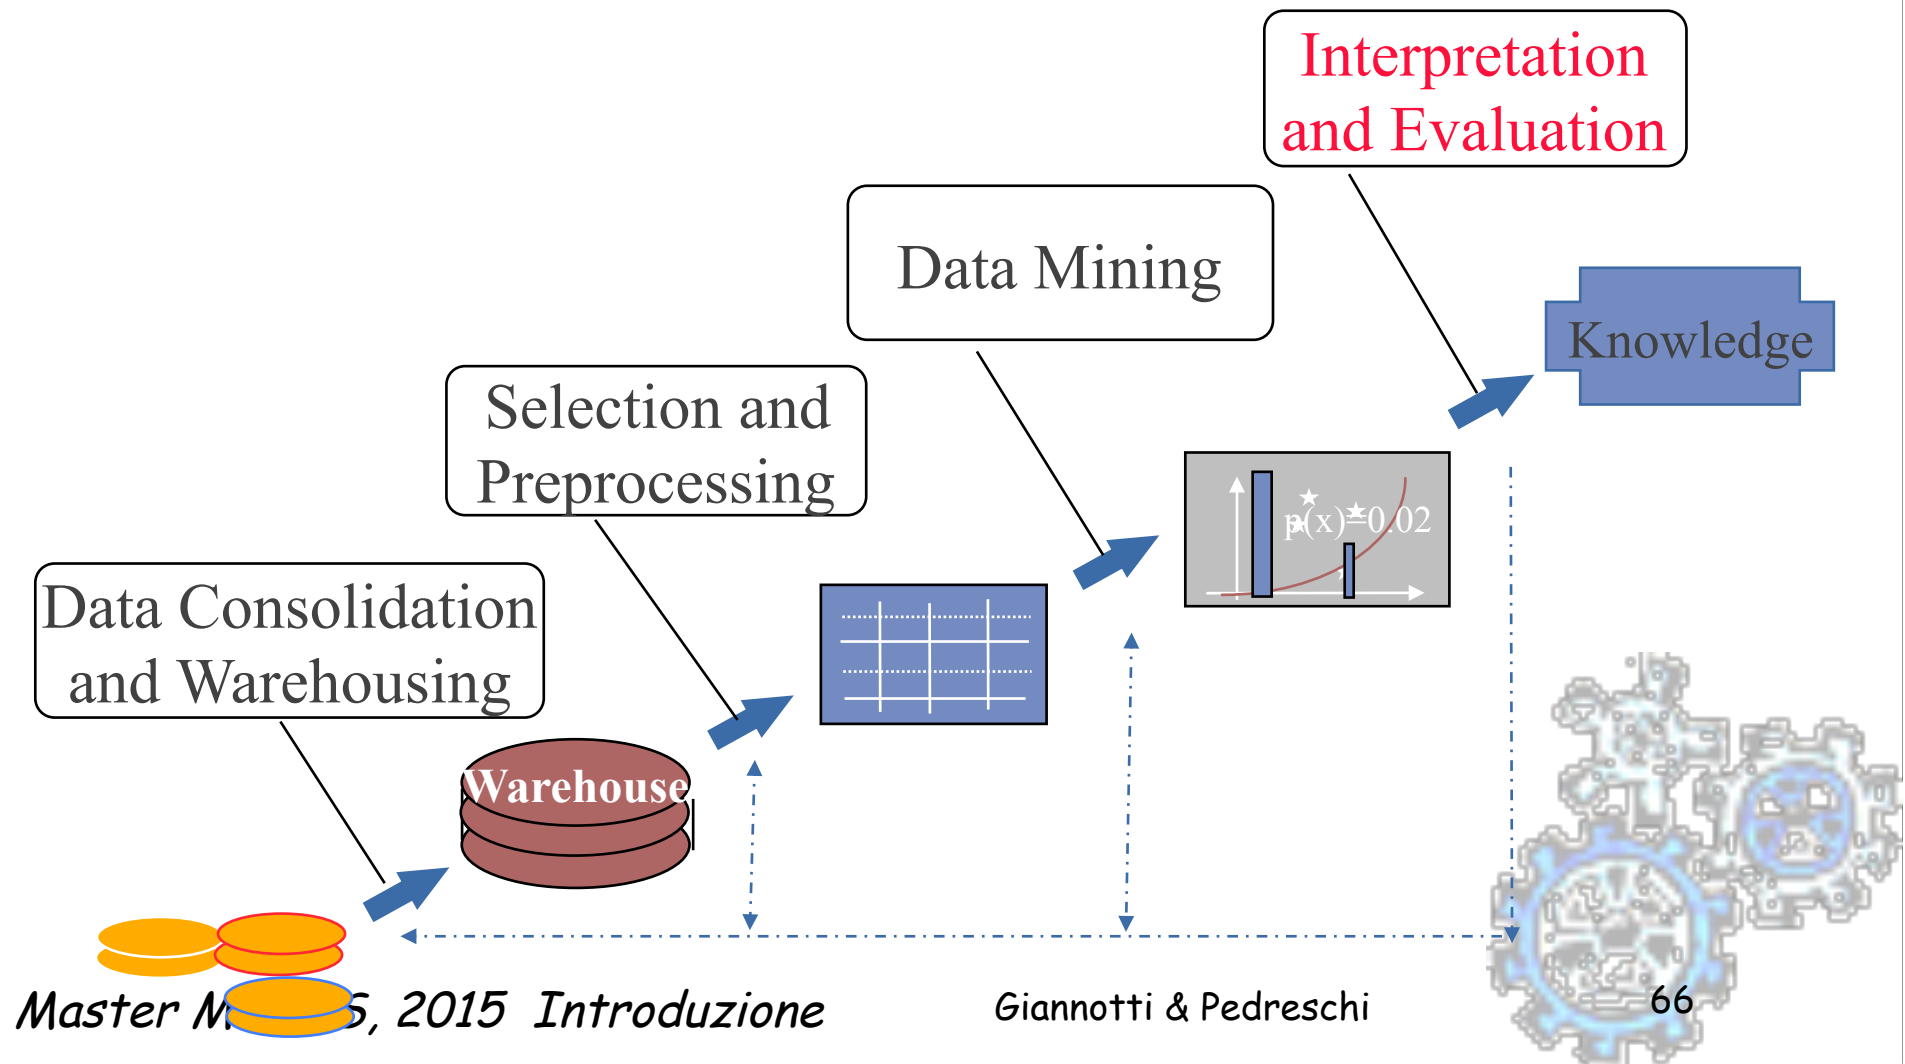 Interpretation
and Evaluation
Data Mining
Knowledge
Selection and
Preprocessing
p(x)=0.02
Data Consolidation
and Warehousing
Warehouse
Master M S, 2015 Introduzione
Giannotti & Pedreschi
66